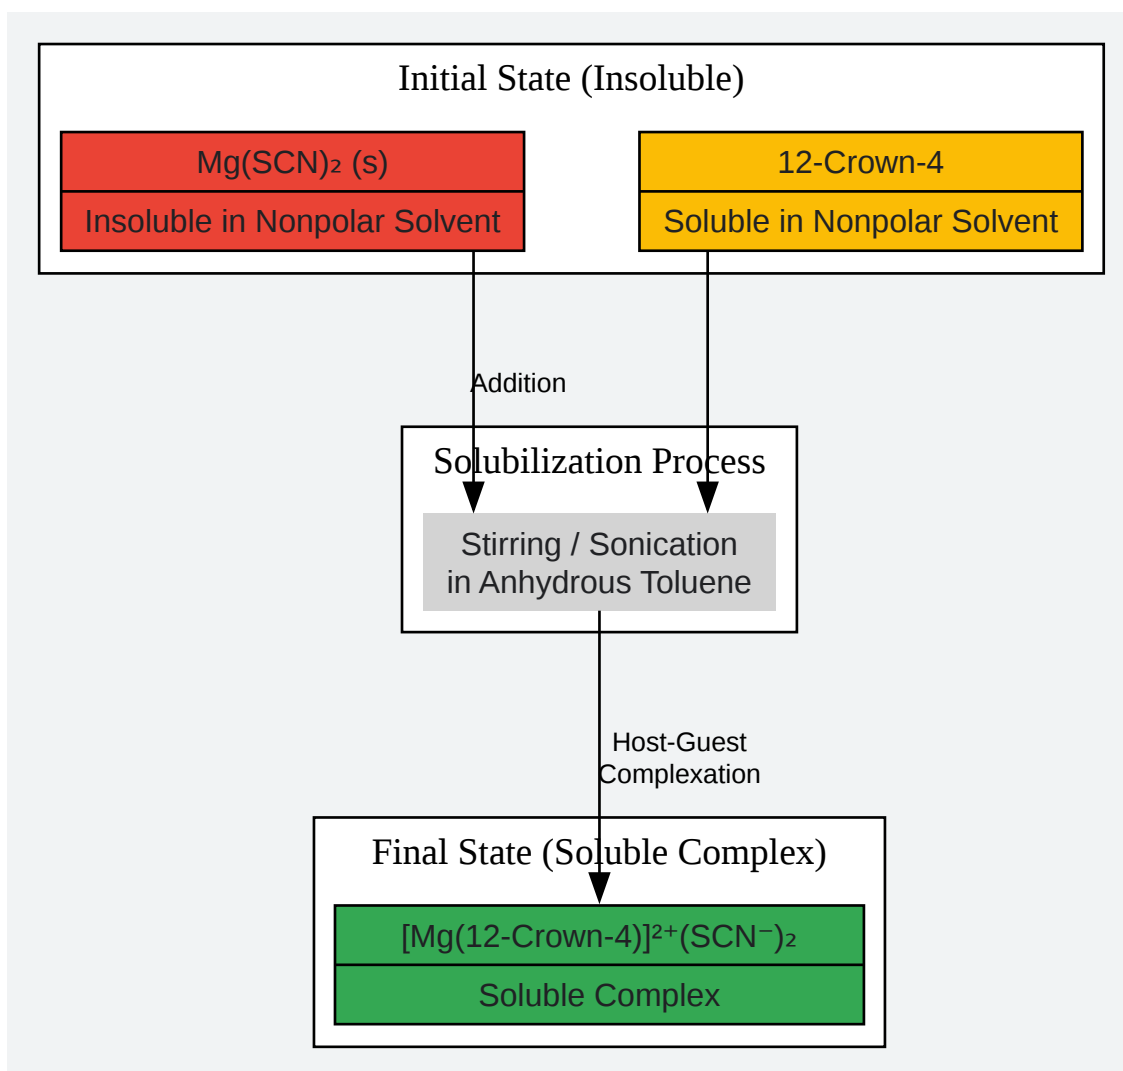 Initial State (Insoluble)
Mg(SCN)₂ (s)
Insoluble in Nonpolar Solvent
12-Crown-4
Soluble in Nonpolar Solvent
Addition
Solubilization Process
Stirring / Sonication
in Anhydrous Toluene
Host-Guest
Complexation
Final State (Soluble Complex)
[Mg(12-Crown-4)]²⁺(SCN⁻)₂
Soluble Complex